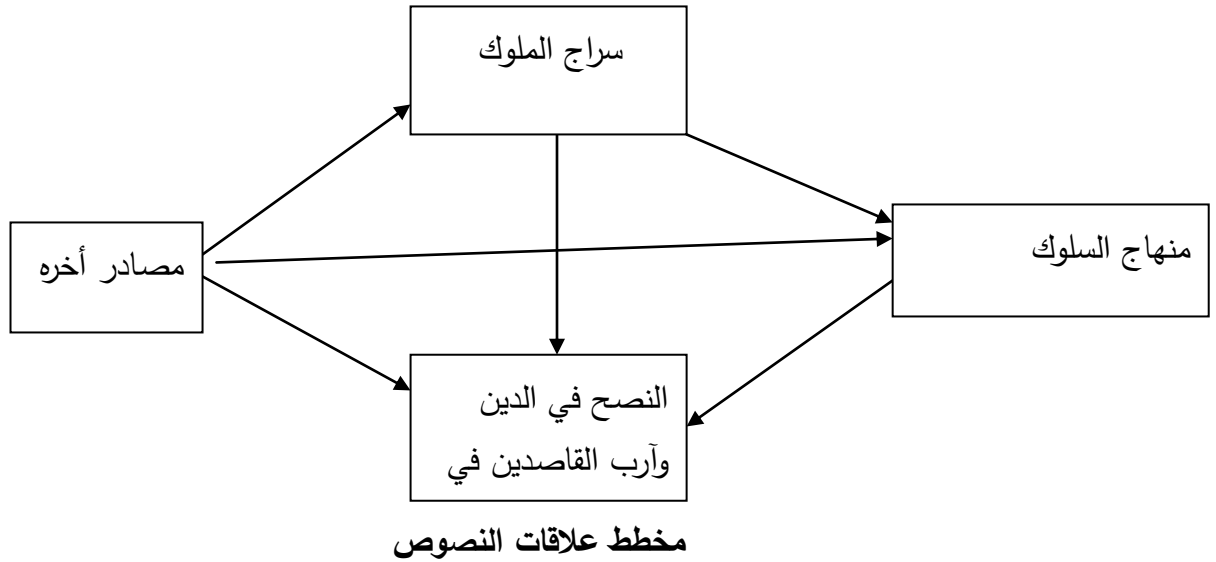 سراج الملوك
منهاج السلوك
مصادر أخره
النصح في الدين
وآرب القاصدين في
مخطط علاقات النصوص